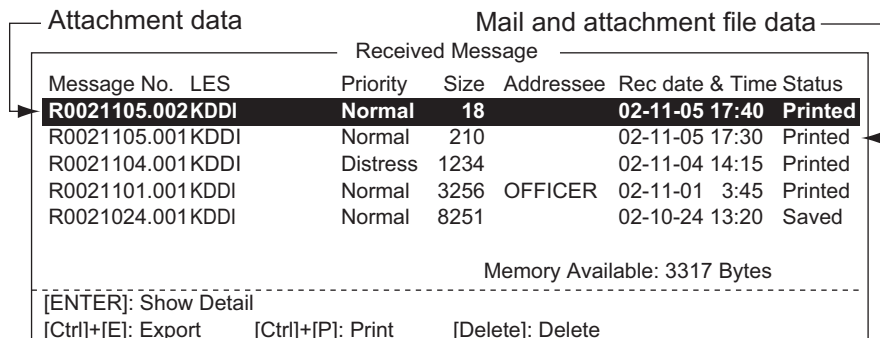 Attachment data Mail and attachment file data
Received Message
Message No. LES Priority Size Addressee Rec date & Time Status
R0021105.002KDDI Normal 18 02-11-05 17:40 Printed
R0021105.001KDDI Normal 210 02-11-05 17:30 Printed
R0021104.001KDDI Distress 1234 02-11-04 14:15 Printed
R0021101.001KDDI Normal 3256 OFFICER 02-11-01 3:45 Printed
R0021024.001KDDI Normal 8251 02-10-24 13:20 Saved
Memory Available: 3317 Bytes
[ENTER]: Show Detail
[Ctrl]+[E]: Export [Ctrl]+[P]: Print [Delete]: Delete